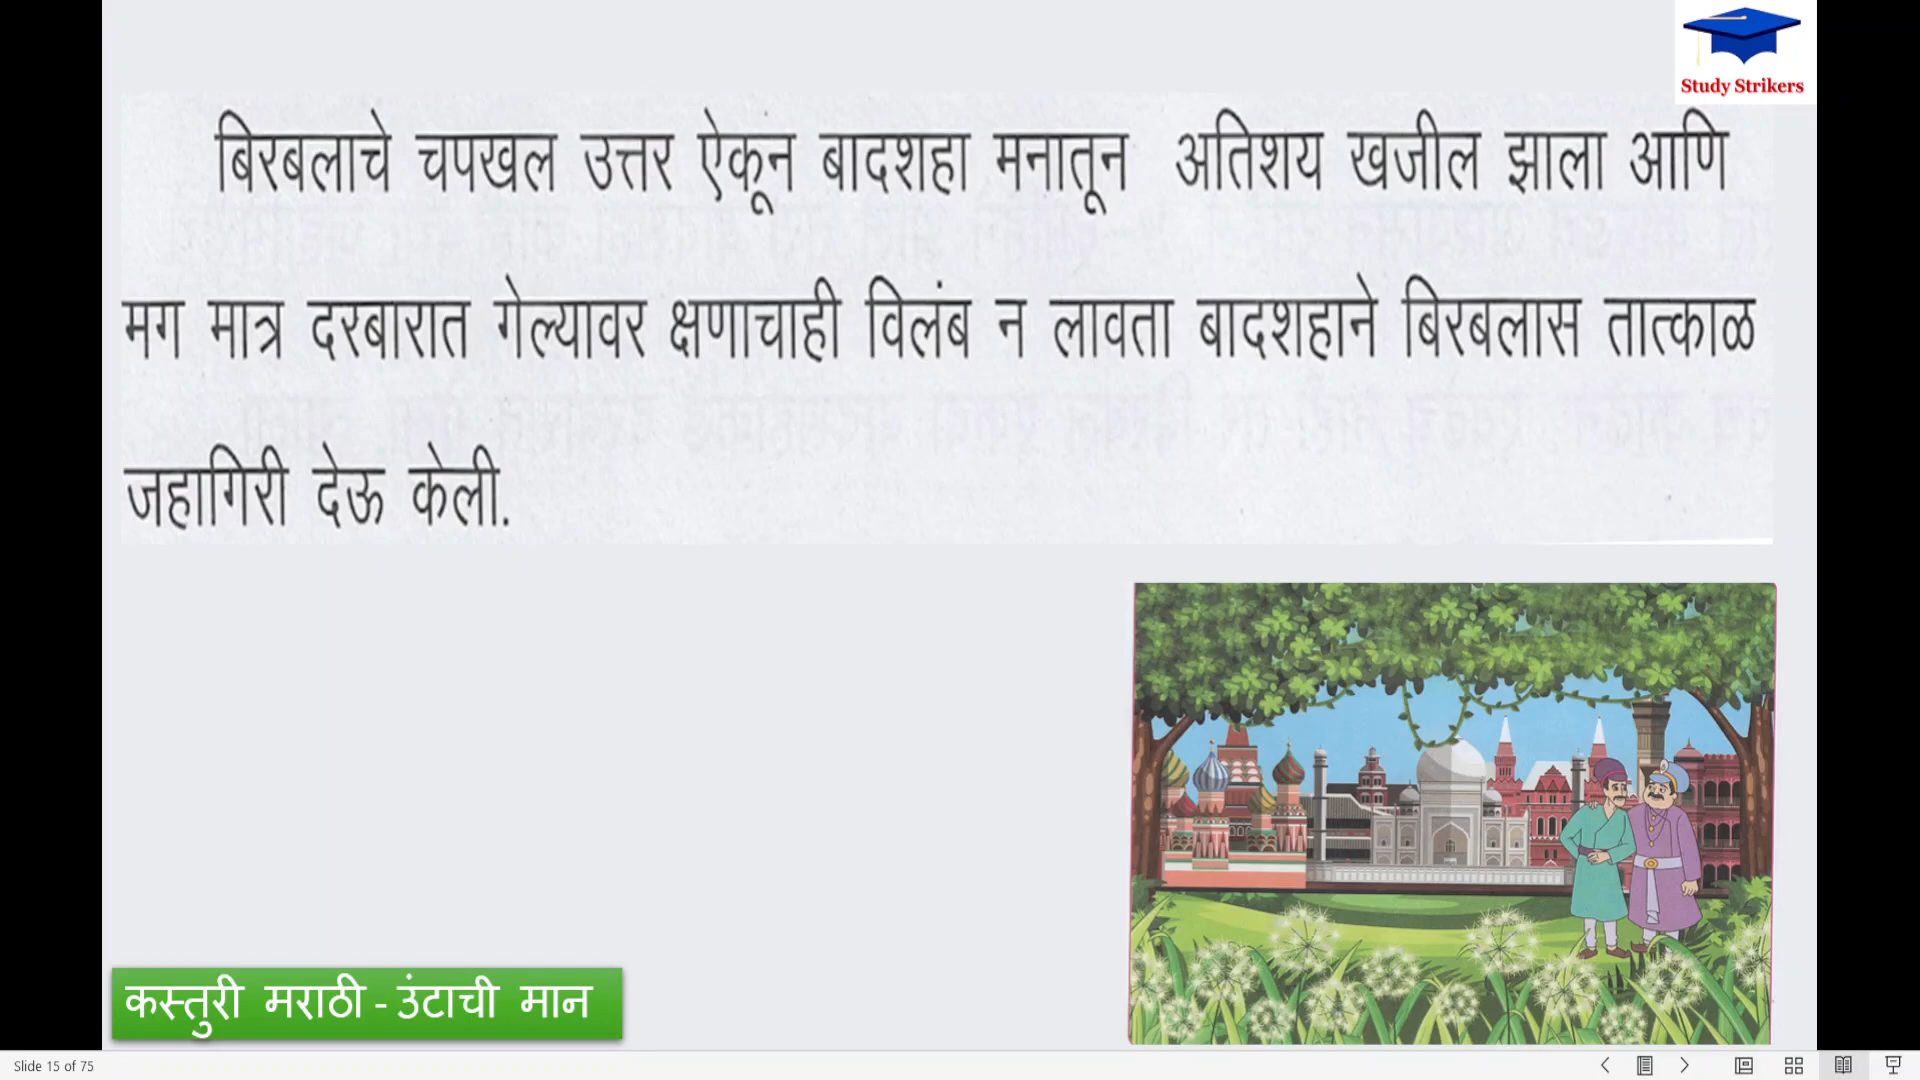 Study Strikers
बिरबलाचे चपखल उत्तर ऐकून बादशहा मनातून अतिशय खजील झाला आणि
मग मात्र दरबारात गेल्यावर क्षणाचाही विलंब न लावता बादशहाने बिरबलास तात्काळ
जहागिरी देऊ केली.
कस्तुरी मराठी - उंटाची मान
Slide 15 of 75